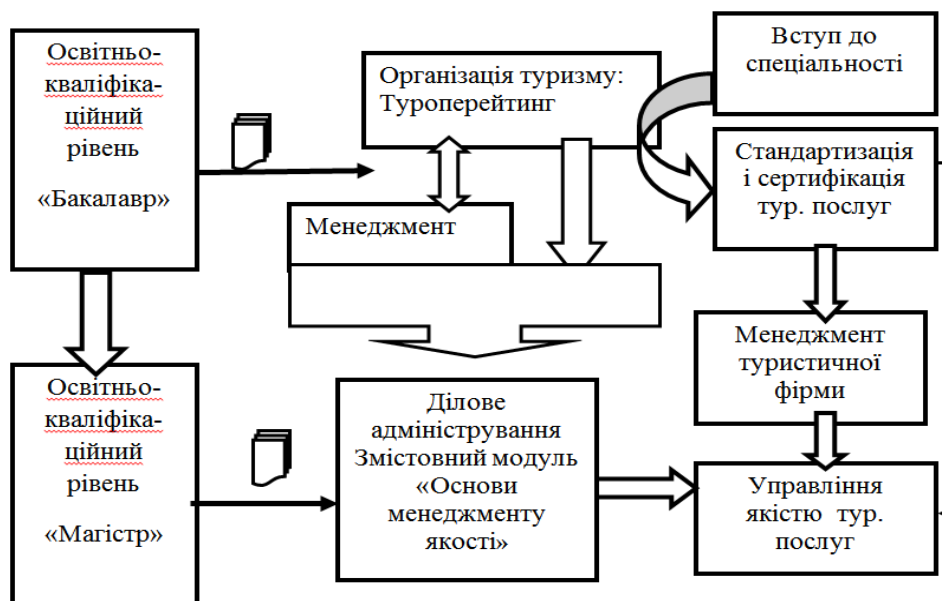 Освітньо-
кваліфіка-
ційний
рівень
«Бакалавр»
Організація туризму:
Туроперейтинг
Вступ до
спеціальності
Стандартизація
і сертифікація
тур. послуг
Менеджмент
Менеджмент
туристичної
фірми
Освітньо-
кваліфіка-
ційний
рівень
«Магістр»
Ділове
адміністрування
Змістовний модуль
«Основи
менеджменту
якості»
Управління
якістю тур.
послуг